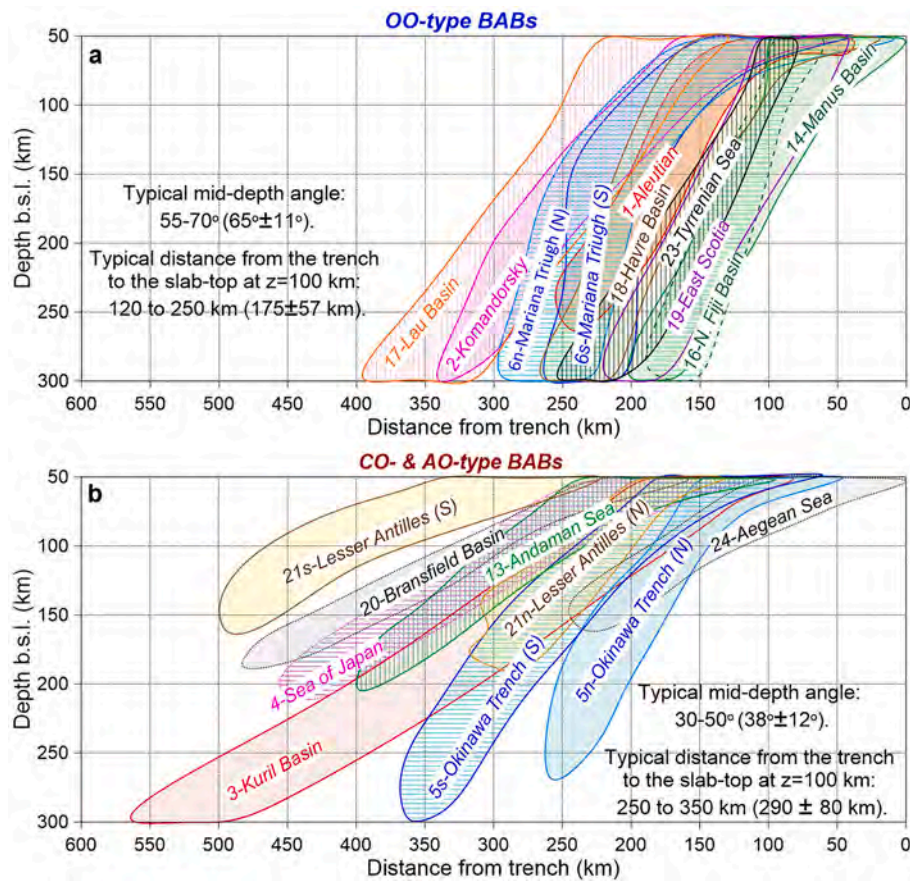 OO-type BABs
a
50
100
150
200
250
300
Depth b.s.l. (km)
600
500
400
350
300
250
200
150
100
50
0
Distance from trench (km)
Typical mid-depth angle:
55-70º (65º±11º).
Typical distance from the trench
to the slab-top at z=100 km:
120 to 250 km (175±57 km).
17-Lau Basin
2-Komandorsky
6n-Mariana Triugh (N)
6s-Mariana Triugh (S)
1-Aleutian
18-Havre Basin
23-Tyrrenian Sea
19-East Scotia
16-N. Fiji Basin
14-Manus Basin
CO- & AO-type BABs
b
50
100
150
200
250
300
Depth b.s.l. (km)
600
550
500
450
400
350
300
250
200
150
100
50
0
Distance from trench (km)
21s-Lesser Antilles (S)
20-Bransfield Basin
13-Andaman Sea
4-Sea of Japan
3-Kuril Basin
21n-Lesser Antilles (N)
5s-Okinawa Trench (S)
5n-Okinawa Trench (N)
24-Aegean Sea
Typical mid-depth angle:
30-50º (38º±12º).
Typical distance from the trench
to the slab-top at z=100 km:
250 to 350 km (290 ± 80 km).